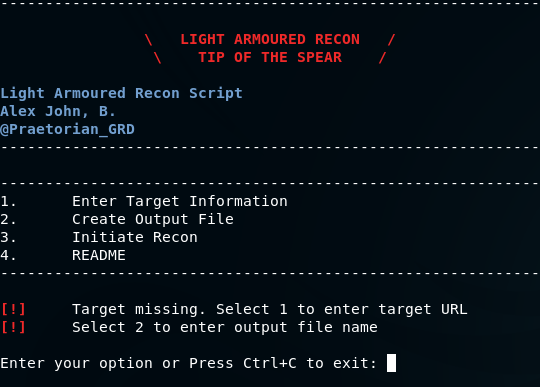 ------------------------------------------------------------
\   LIGHT ARMOURED RECON   /
\    TIP OF THE SPEAR    /
Light Armoured Recon Script
Alex John, B.
@Praetorian_GRD
------------------------------------------------------------
------------------------------------------------------------
1.      Enter Target Information
2.      Create Output File
3.      Initiate Recon
4.      README
------------------------------------------------------------
[!]     Target missing. Select 1 to enter target URL
[!]     Select 2 to enter output file name
Enter your option or Press Ctrl+C to exit: